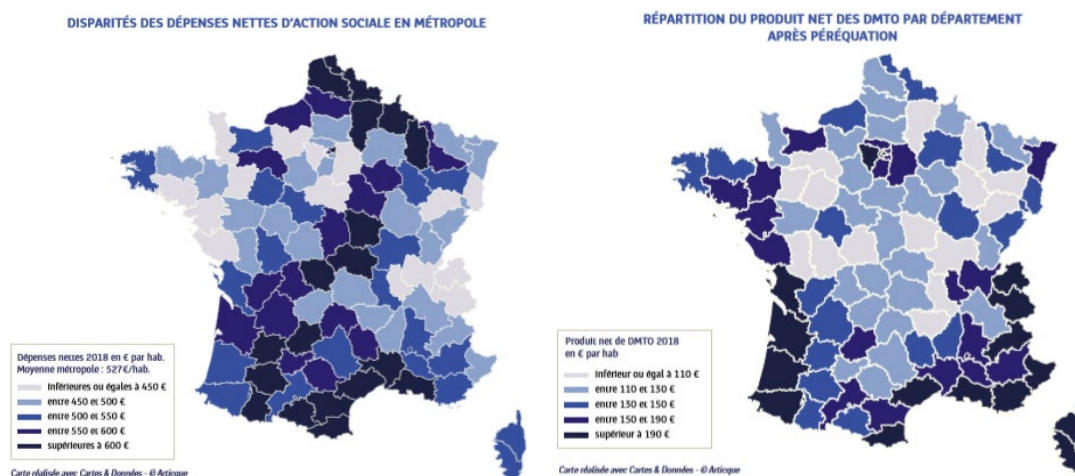 DISPARITÉS DES DÉPENSES NETTES D'ACTION SOCIALE EN MÉTROPOLE
Dépenses nettes 2018 en € par hab.
Moyenne métropole : 527€/hab.
Inférieures ou égales à 450 €
entre 450 et 500 €
entre 500 et 550 €
entre 550 et 600 €
supérieures à 600 €
Carte réalisée avec Cartes & Données - © Articque
RÉPARTITION DU PRODUIT NET DES DMTO PAR DÉPARTEMENT
APRÈS PÉRÉQUATION
Produit net de DMTO 2018
en € par hab
Inférieur ou égal à 110 €
entre 110 et 130 €
entre 130 et 150 €
entre 150 et 190 €
supérieur à 190 €
Carte réalisée avec Cartes & Données - © Articque